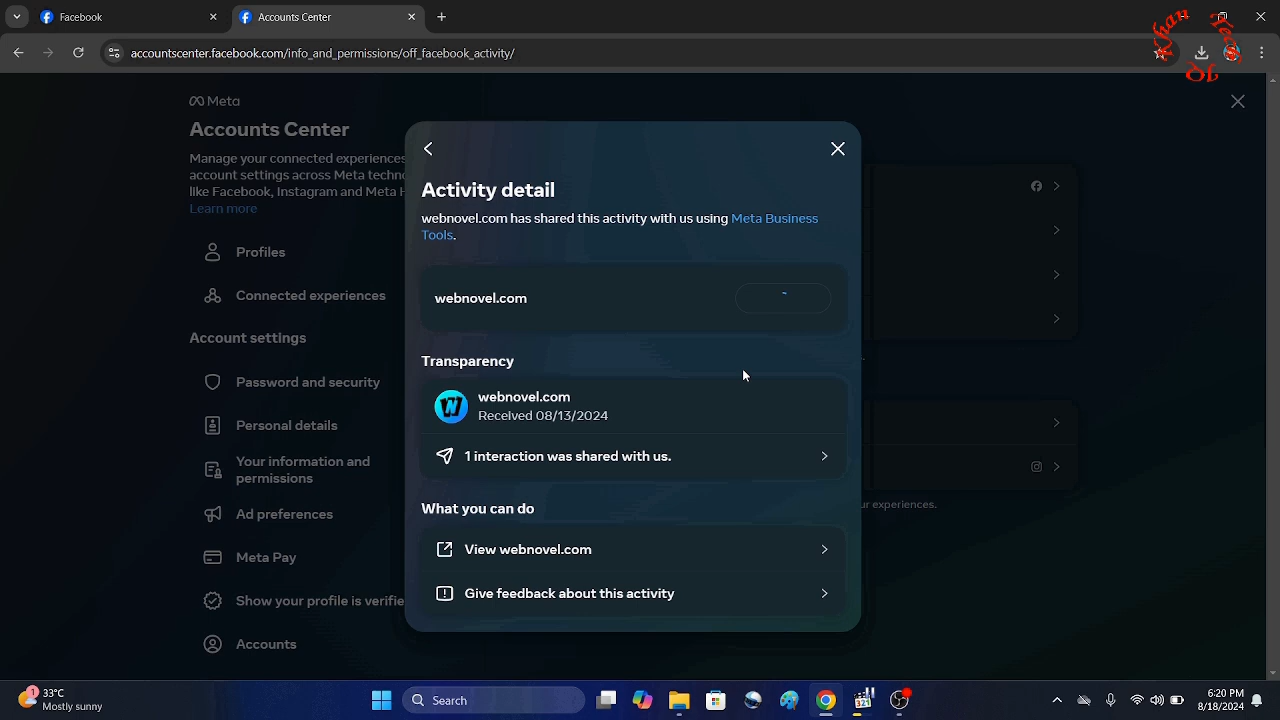 Facebook
Accounts Center
accountscenter.facebook.com/info_and_permissions/off_facebook_activity/
Khan Tech 91
Meta
Accounts Center
Manage your connected experiences
account settings across Meta techno
like Facebook, Instagram and Meta H
Learn more
Profiles
Connected experiences
Account settings
Password and security
Personal details
Your information and
permissions
Ad preferences
Meta Pay
Show your profile is verifie
Accounts
Activity detail
webnovel.com has shared this activity with us using Meta Business
Tools.
webnovel.com
Transparency
webnovel.com
Received 08/13/2024
1 interaction was shared with us.
What you can do
View webnovel.com
Give feedback about this activity
ur experiences.
33°C
Mostly sunny
1
Search
6:20 PM
8/18/2024